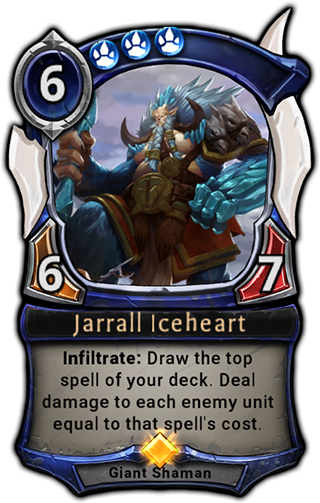 6
6
7
Jarrall Iceheart
Infiltrate: Draw the top
spell of your deck. Deal
damage to each enemy unit
equal to that spell's cost.
Giant Shaman